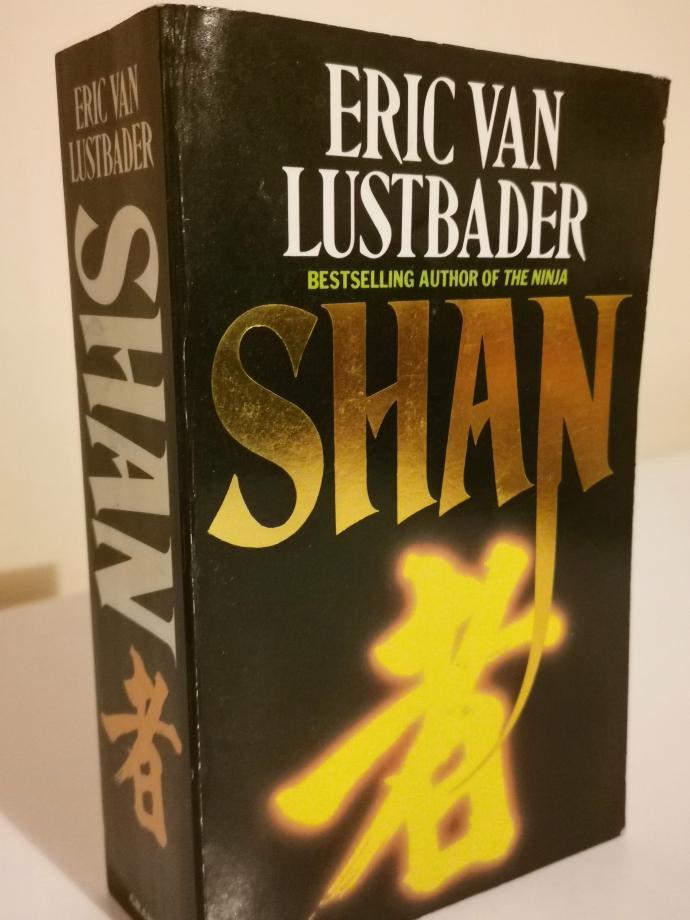 ERIC VAN
LUSTBADER
SHAN
者
ERIC VAN
LUSTBADER
BESTSELLING AUTHOR OF THE NINJA
SHAN
者